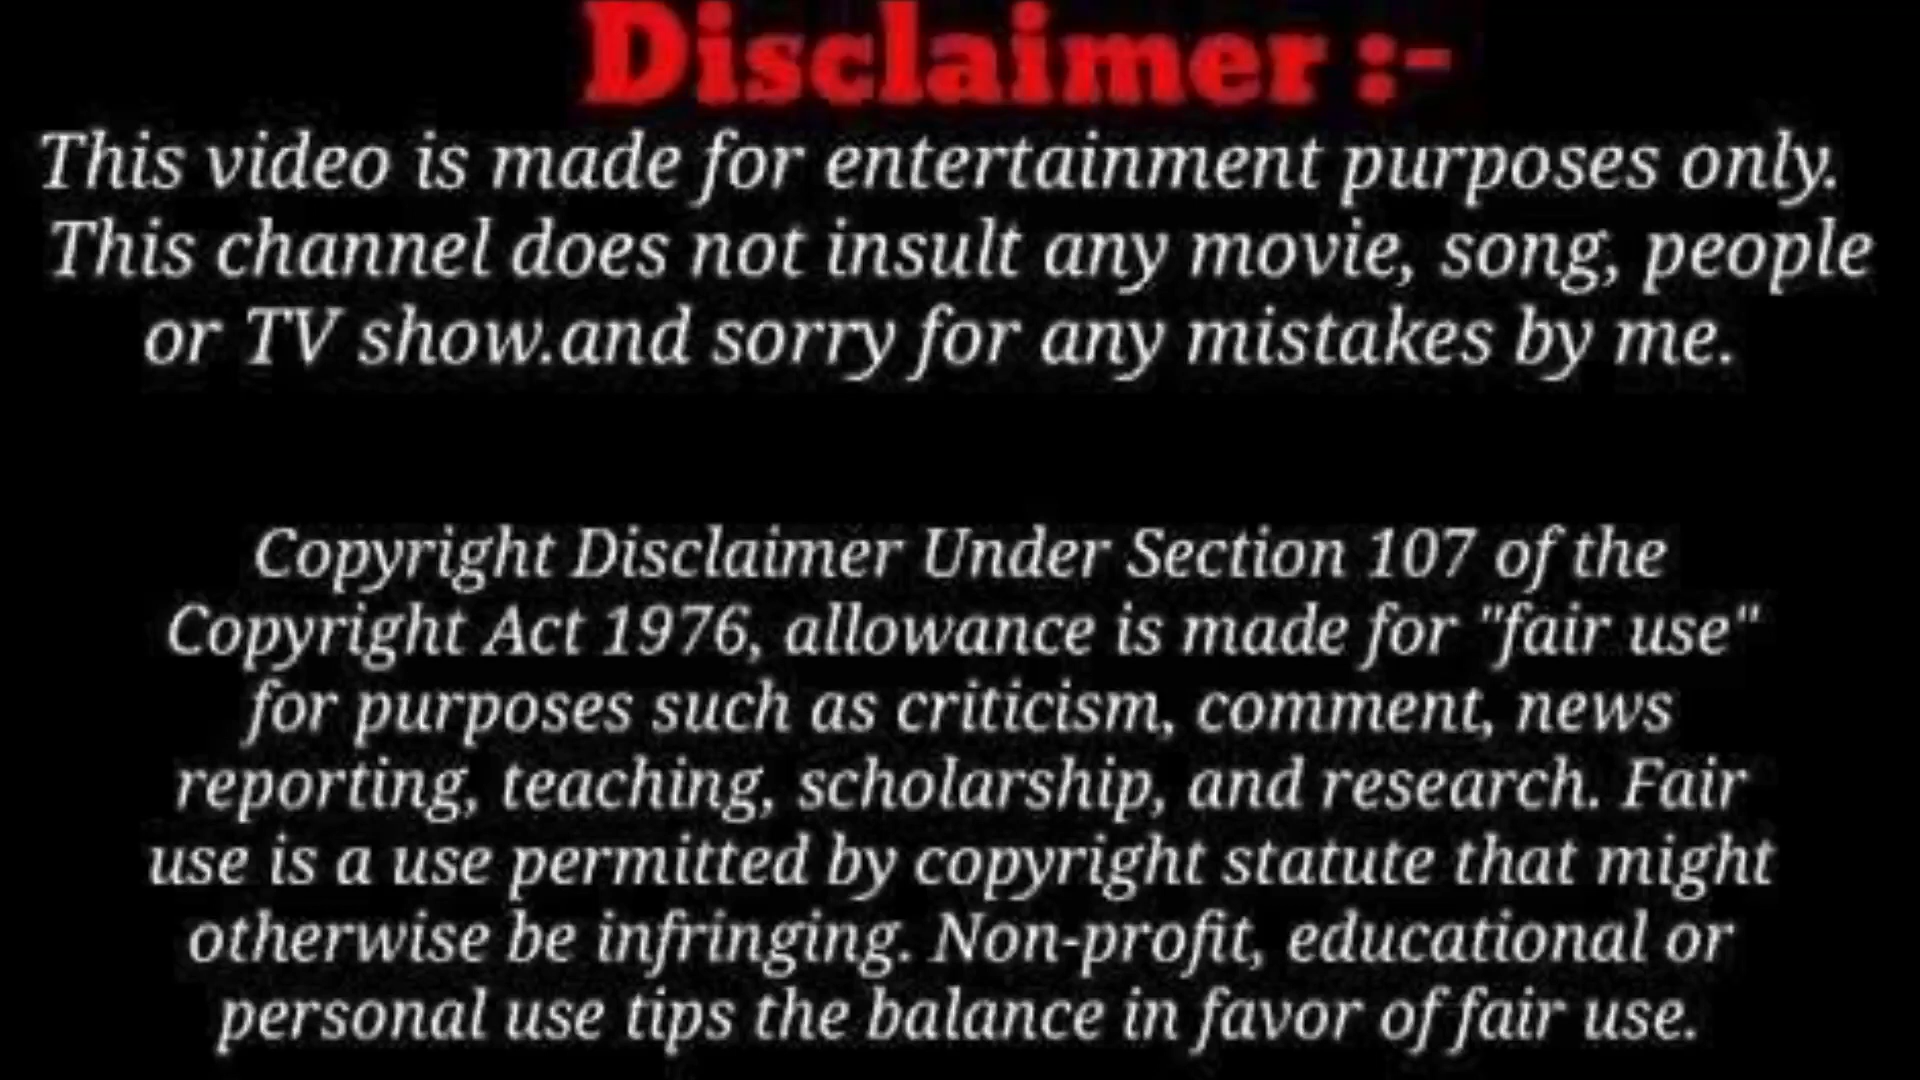 Disclaimer :-
This video is made for entertainment purposes only.
This channel does not insult any movie, song, people
or TV show.and sorry for any mistakes by me.
Copyright Disclaimer Under Section 107 of the
Copyright Act 1976, allowance is made for "fair use"
for purposes such as criticism, comment, news
reporting, teaching, scholarship, and research. Fair
use is a use permitted by copyright statute that might
otherwise be infringing. Non-profit, educational or
personal use tips the balance in favor of fair use.